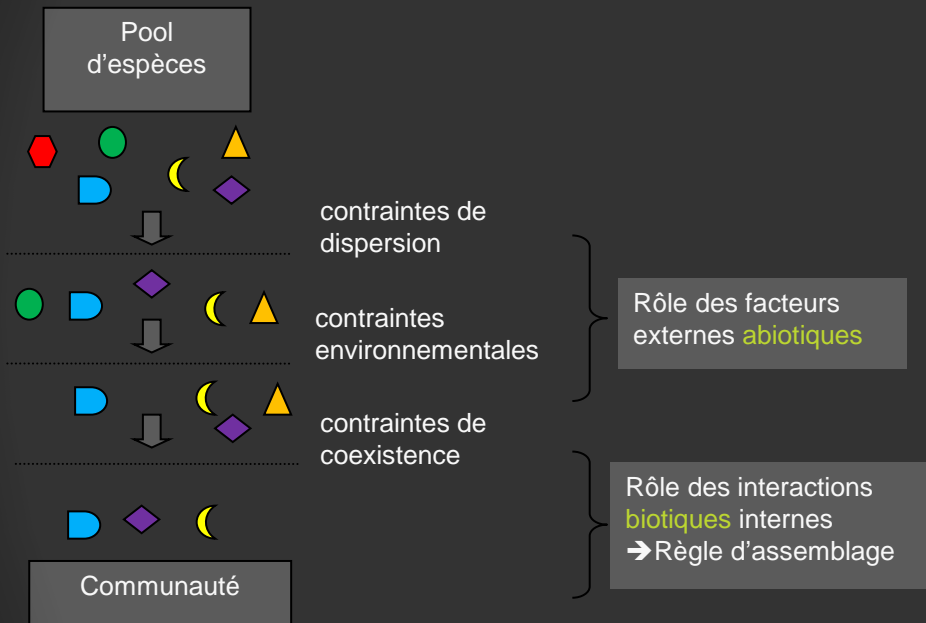 Pool
d’espèces
contraintes de
dispersion
contraintes
environnementales
Rôle des facteurs
externes abiotiques
contraintes de
coexistence
Rôle des interactions
biotiques internes
➔Règle d’assemblage
Communauté